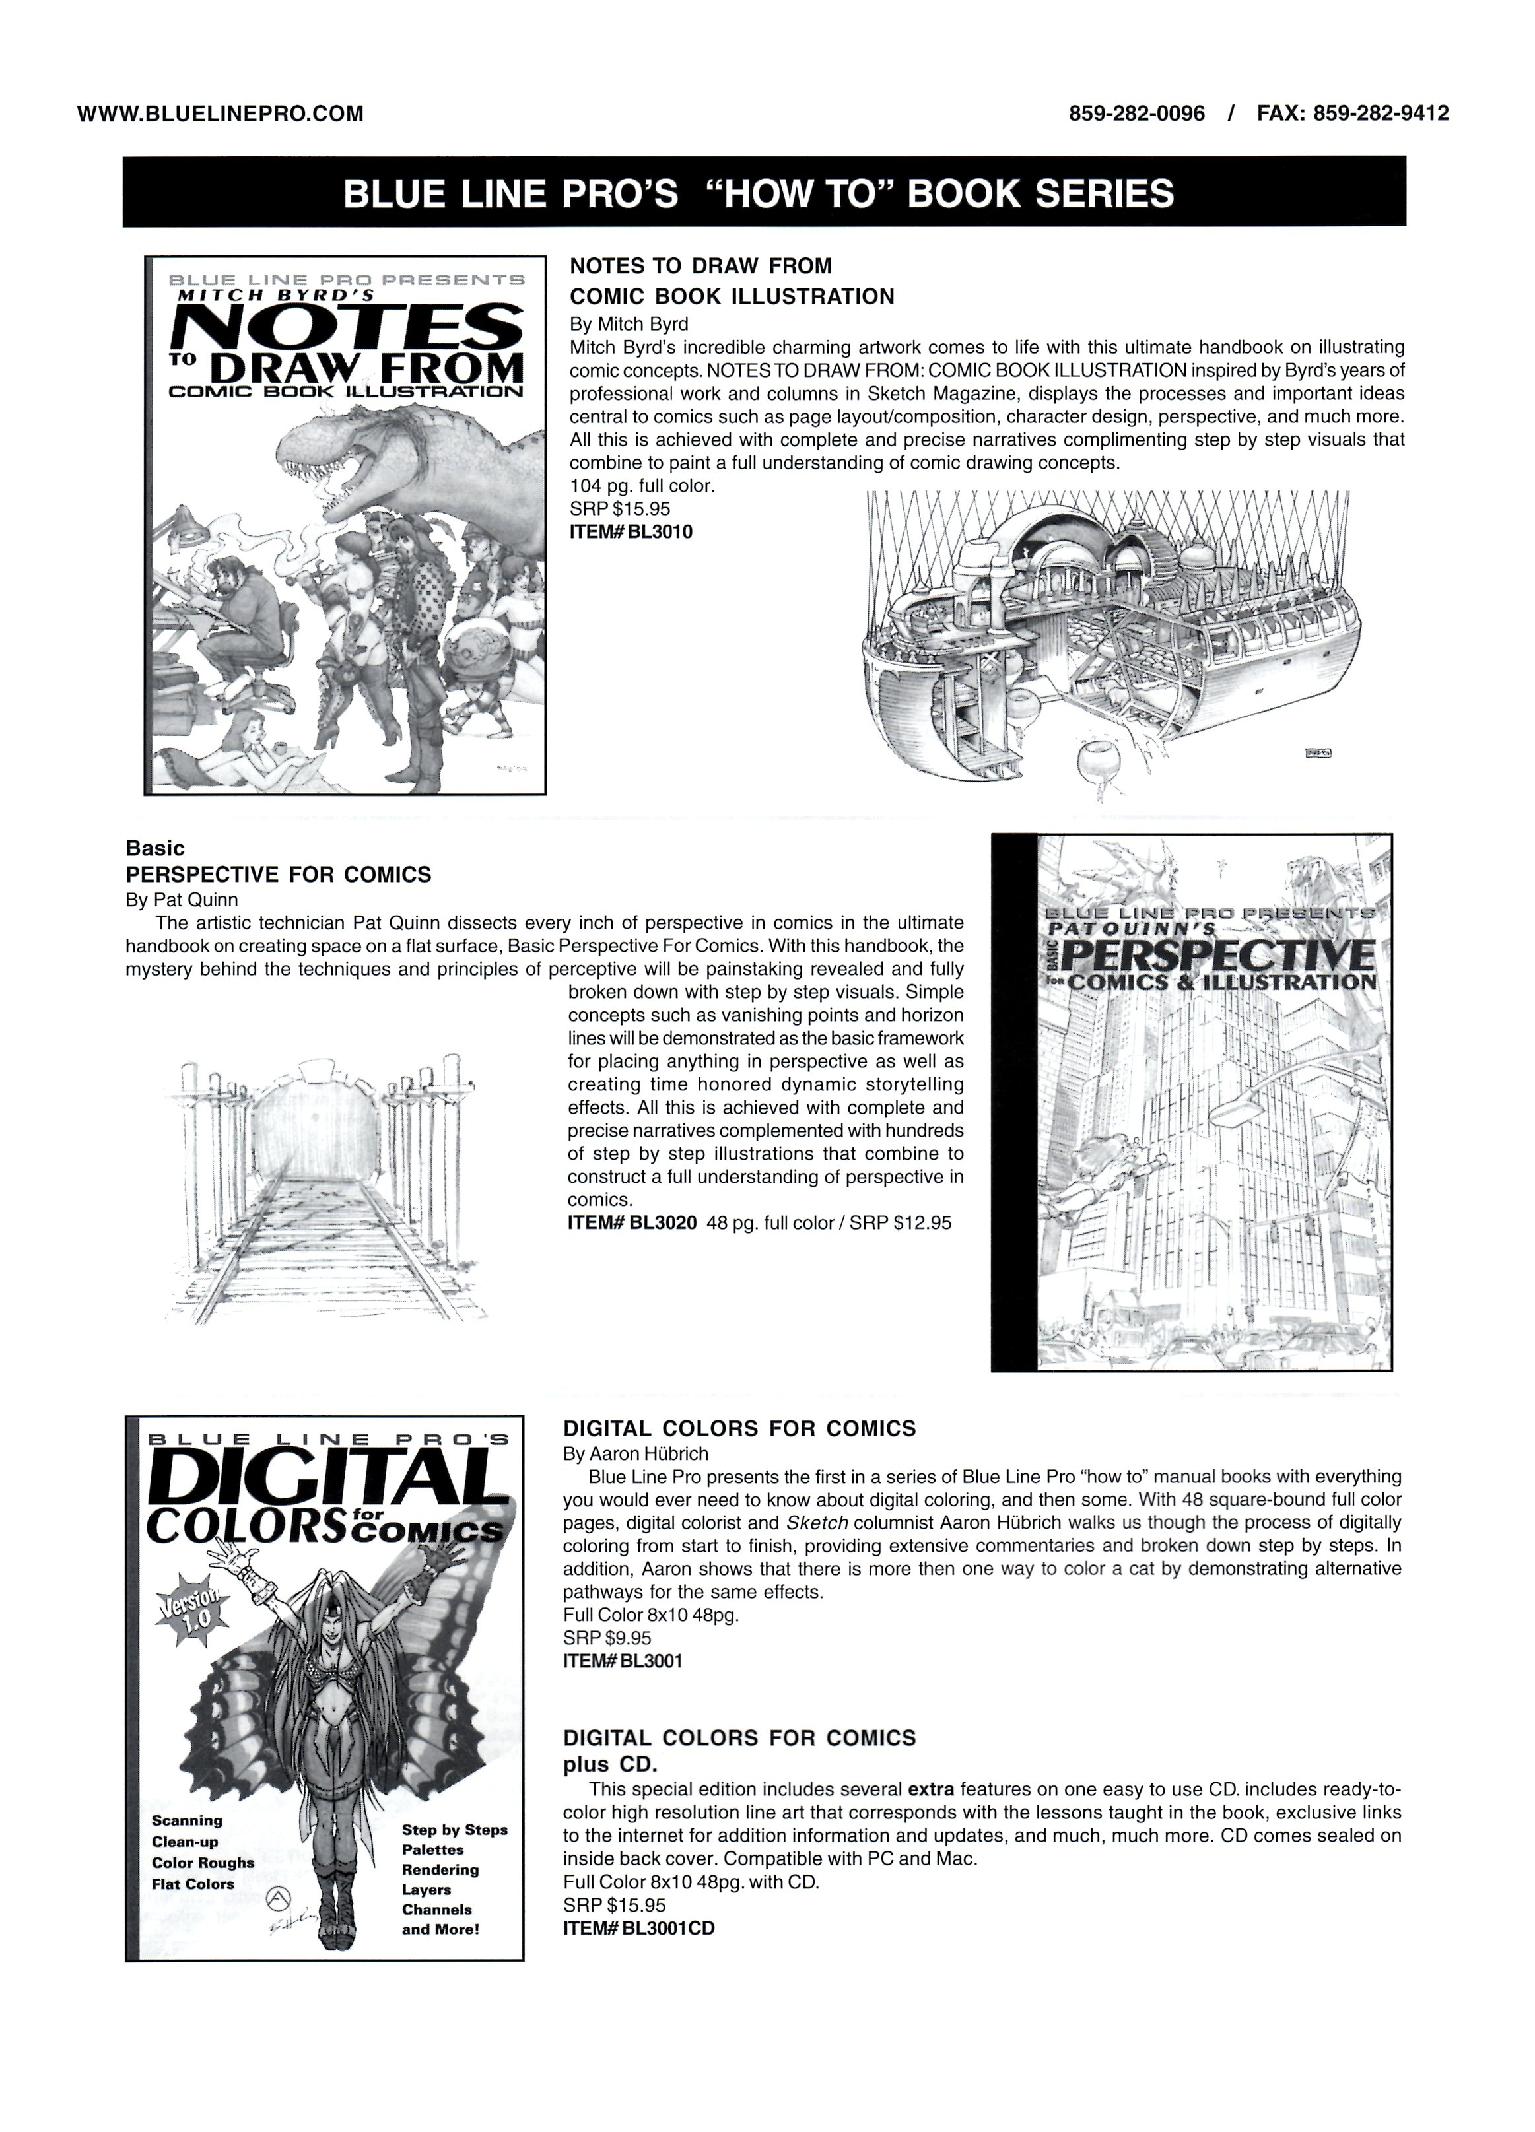 WWW.BLUELINEPRO.COM
859-282-0096 / FAX: 859-282-9412
BLUE LINE PRO'S “HOW TO” BOOK SERIES
BLUE LINE PRO PRESENTS
MITCH BYRD'S
NOTES
TO DRAW FROM
COMIC BOOK ILLUSTRATION
NOTES TO DRAW FROM
COMIC BOOK ILLUSTRATION
By Mitch Byrd
Mitch Byrd's incredible charming artwork comes to life with this ultimate handbook on illustrating
comic concepts. NOTES TO DRAW FROM: COMIC BOOK ILLUSTRATION inspired by Byrd's years of
professional work and columns in Sketch Magazine, displays the processes and important ideas
central to comics such as page layout/composition, character design, perspective, and much more.
All this is achieved with complete and precise narratives complimenting step by step visuals that
combine to paint a full understanding of comic drawing concepts.
104 pg. full color.
SRP $15.95
ITEM# BL3010
Basic
PERSPECTIVE FOR COMICS
By Pat Quinn
The artistic technician Pat Quinn dissects every inch of perspective in comics in the ultimate
handbook on creating space on a flat surface, Basic Perspective For Comics. With this handbook, the
mystery behind the techniques and principles of perceptive will be painstaking revealed and fully
broken down with step by step visuals. Simple
concepts such as vanishing points and horizon
lines will be demonstrated as the basic framework
for placing anything in perspective as well as
creating time honored dynamic storytelling
effects. All this is achieved with complete and
precise narratives complemented with hundreds
of step by step illustrations that combine to
construct a full understanding of perspective in
comics.
ITEM# BL3020 48 pg. full color / SRP $12.95
BLUE LINE PRO PRESENTS
PAT QUINN'S
BASIC PERSPECTIVE
FOR COMICS & ILLUSTRATION
BLUE LINE PRO'S
DIGITAL
COLORS for COMICS
Version
1.0
Scanning
Clean-up
Color Roughs
Flat Colors
Step by Steps
Palettes
Rendering
Layers
Channels
and More!
DIGITAL COLORS FOR COMICS
By Aaron Hübrich
Blue Line Pro presents the first in a series of Blue Line Pro “how to” manual books with everything
you would ever need to know about digital coloring, and then some. With 48 square-bound full color
pages, digital colorist and Sketch columnist Aaron Hübrich walks us though the process of digitally
coloring from start to finish, providing extensive commentaries and broken down step by steps. In
addition, Aaron shows that there is more then one way to color a cat by demonstrating alternative
pathways for the same effects.
Full Color 8x10 48pg.
SRP $9.95
ITEM# BL3001
DIGITAL COLORS FOR COMICS
plus CD.
This special edition includes several extra features on one easy to use CD. includes ready-to-
color high resolution line art that corresponds with the lessons taught in the book, exclusive links
to the internet for addition information and updates, and much, much more. CD comes sealed on
inside back cover. Compatible with PC and Mac.
Full Color 8x10 48pg. with CD.
SRP $15.95
ITEM# BL3001CD